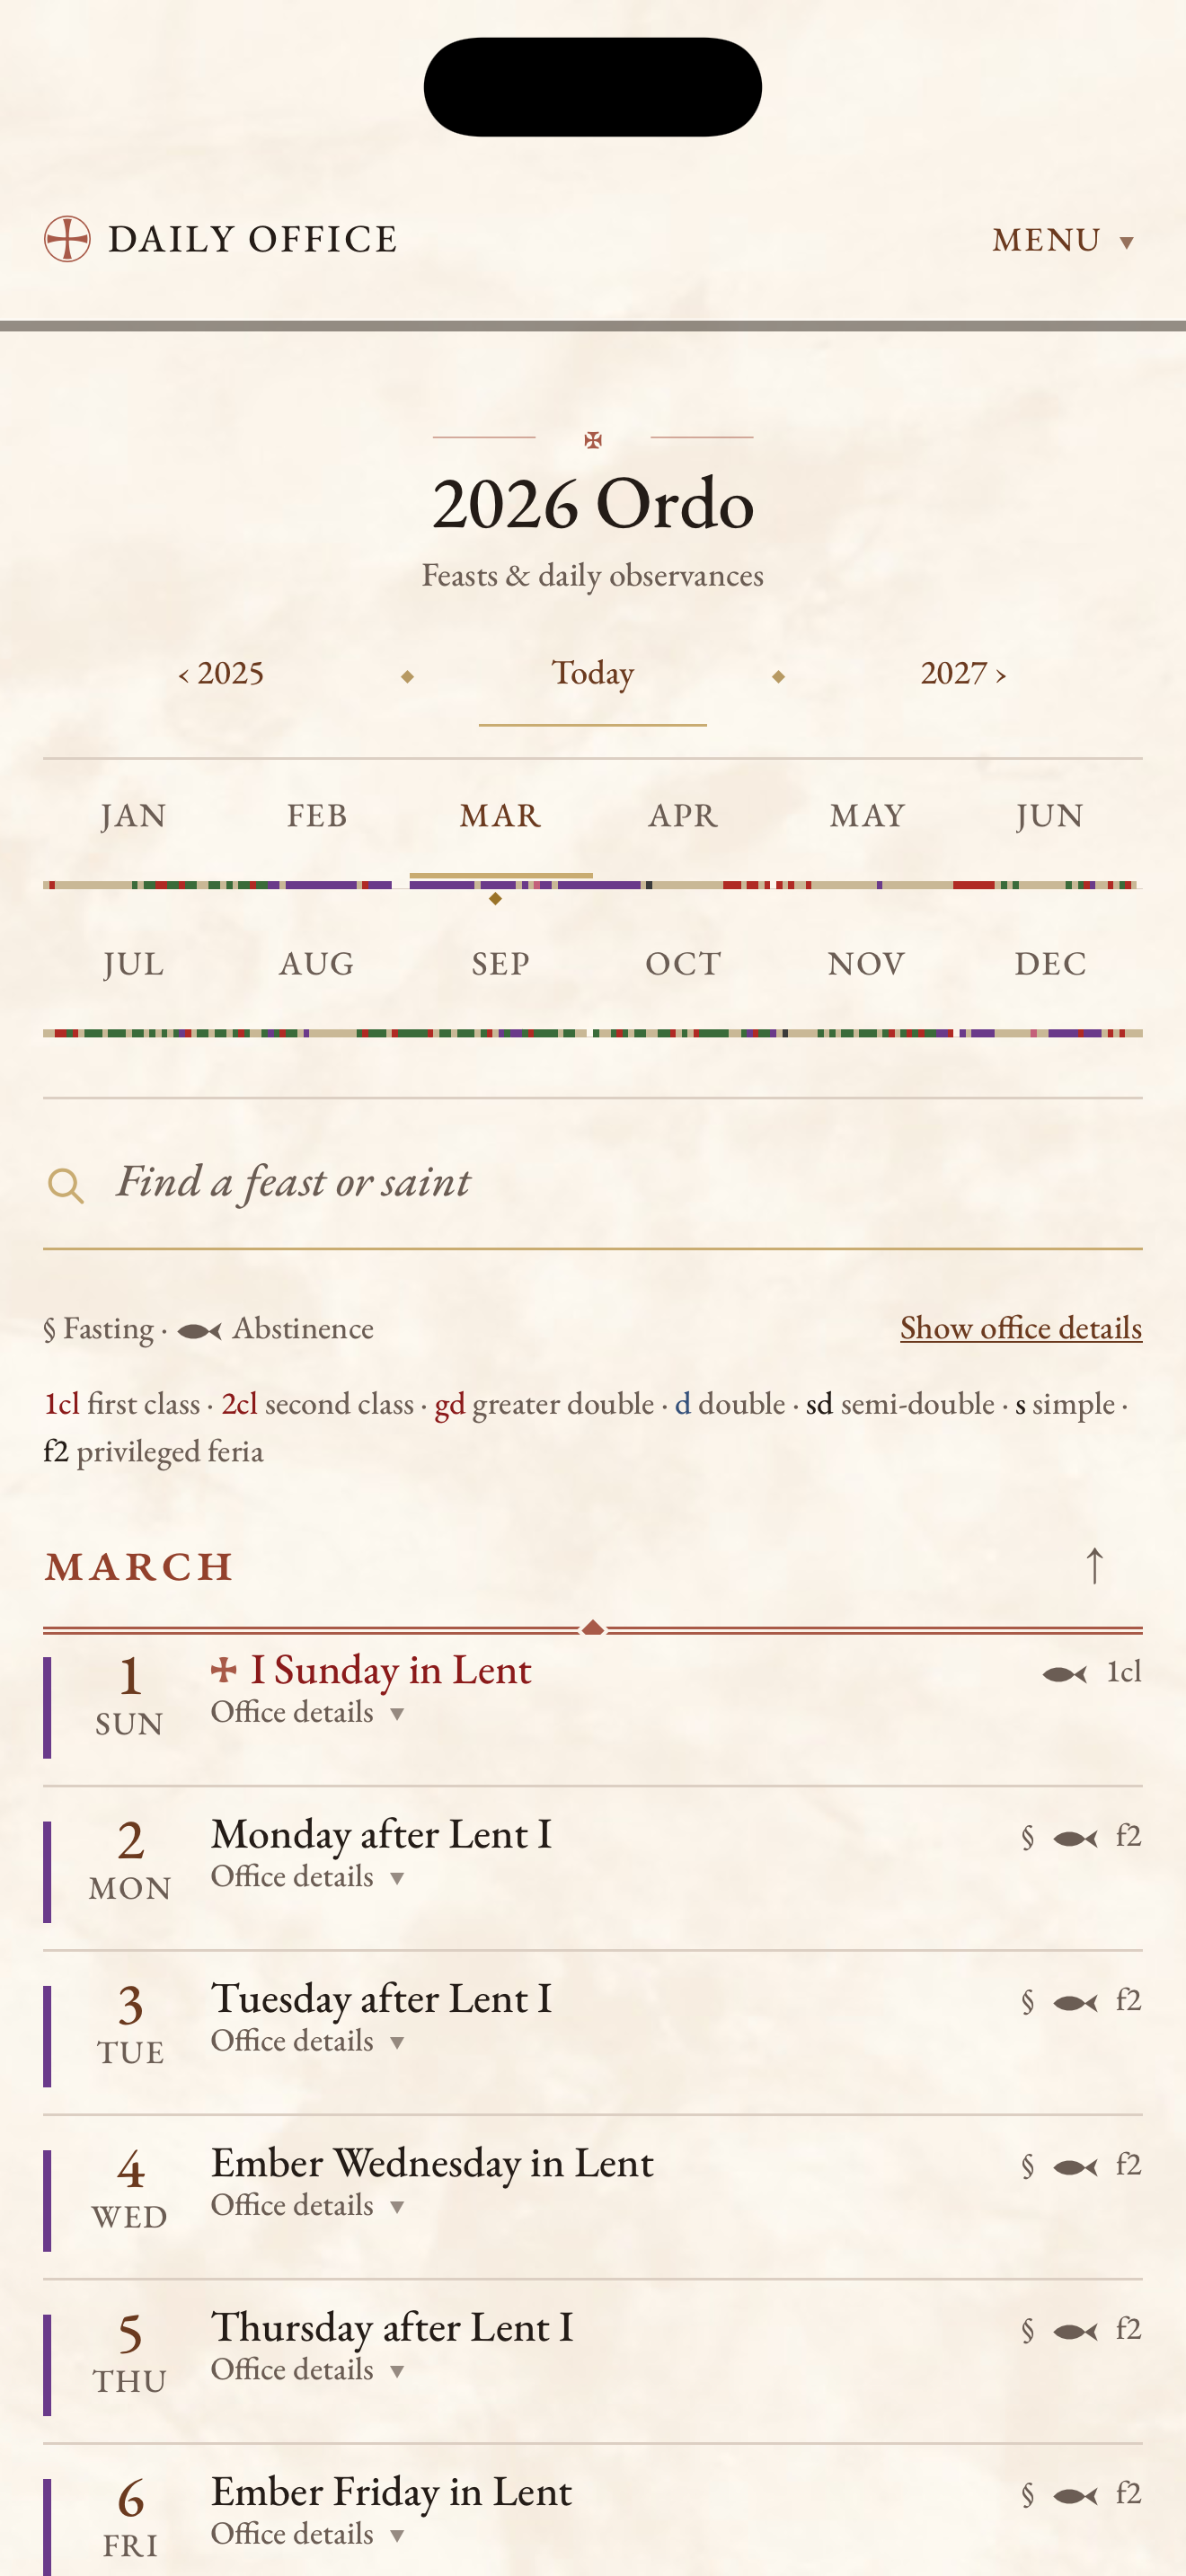 DAILY OFFICE MENU ▼
✠
2026 Ordo
Feasts & daily observances
‹ 2025 ◆ Today ◆ 2027 ›
JAN FEB MAR APR MAY JUN
JUL AUG SEP OCT NOV DEC
Find a feast or saint
§ Fasting · Abstinence Show office details
1cl first class · 2cl second class · gd greater double · d double · sd semi-double · s simple ·
f2 privileged feria
MARCH ↑
1 ✠ I Sunday in Lent 1cl
SUN Office details ▼
2 Monday after Lent I § f2
MON Office details ▼
3 Tuesday after Lent I § f2
TUE Office details ▼
4 Ember Wednesday in Lent § f2
WED Office details ▼
5 Thursday after Lent I § f2
THU Office details ▼
6 Ember Friday in Lent § f2
FRI Office details ▼